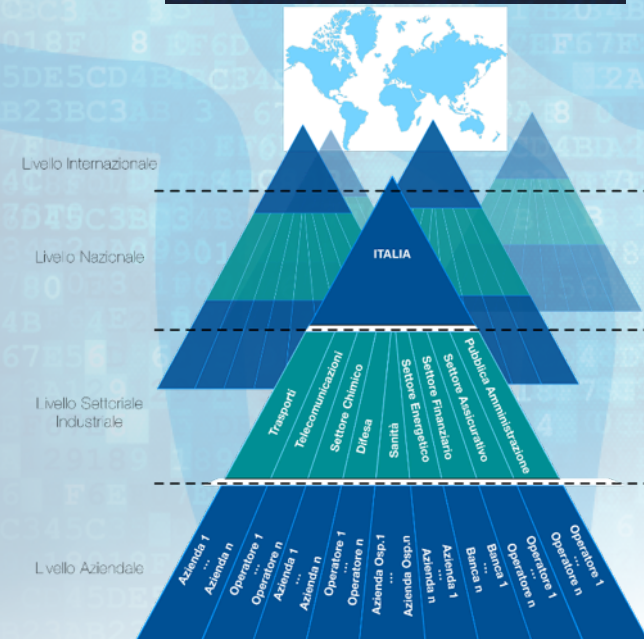 Livello Internazionale
Livello Nazionale
ITALIA
Livello Settoriale
Industriale
Trasporti
Telecomunicazioni
Settore Chimico
Difesa
Sanità
Settore Energetico
Settore Finanziario
Settore Assicurativo
Pubblica Amministrazione
Livello Aziendale
Azienda 1
...
Azienda n
Operatore 1
...
Operatore n
Azienda 1
...
Azienda n
Operatore 1
...
Operatore n
Azienda Osp.1
...
Azienda Osp.n
Azienda 1
...
Azienda n
Banca 1
...
Banca n
Operatore 1
...
Operatore n
Operatore 1
...
Operatore n